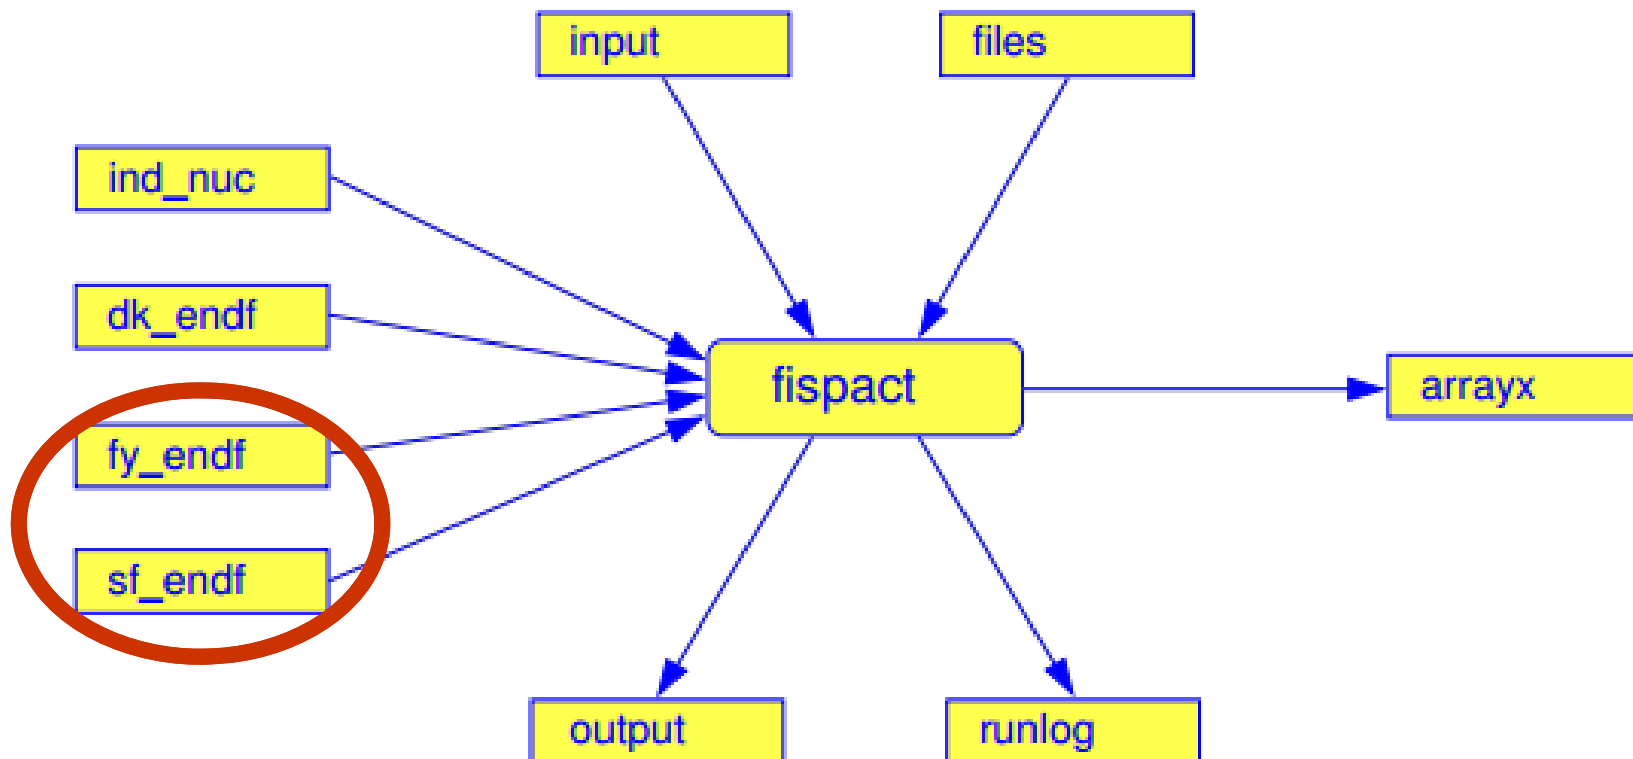 input
files
ind_nuc
dk_endf
fispact
arrayx
fy_endf
sf_endf
output
runlog